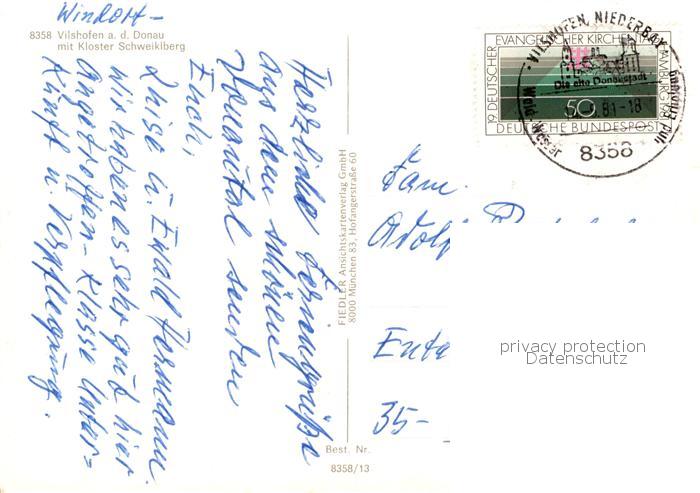 Windorf -
8358 Vilshofen a. d. Donau
mit Kloster Schweiklberg
Herzliche Feriengrüße
aus dem schönen
Donautal senden
Euch,
Luise u. Ewald
wir haben es sehr gut hier
angetroffen - Klasse Unter=
kunft u. Verpflegung.
FIEDLER Ansichtskartenverlag GmbH
8000 München 83, Hofangerstraße 60
Best. Nr.
8358/13
19. DEUTSCHER EVANGELISCHER KIRCHENTAG HAMBURG 1981
50
DEUTSCHE BUNDESPOST
VILSHOFEN, NIEDERBAY
Die alte Donaustadt
-18
8358
Fam.
Adolf
35-
privacy protection
Datenschutz